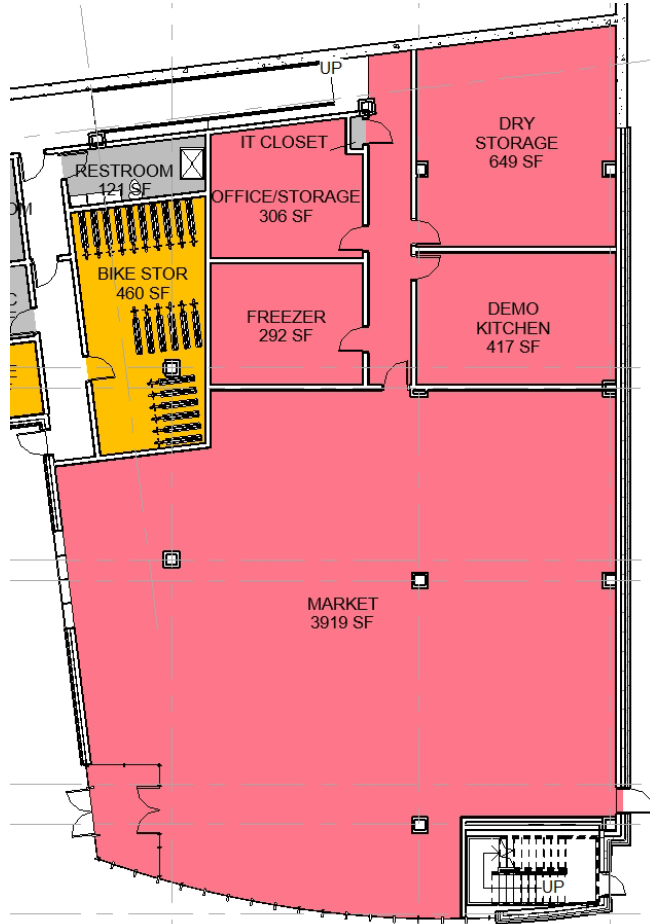 UP
DRY
STORAGE
649 SF
IT CLOSET
RESTROOM
121 SF
OFFICE/STORAGE
306 SF
BIKE STOR
460 SF
FREEZER
292 SF
DEMO
KITCHEN
417 SF
MARKET
3919 SF
UP